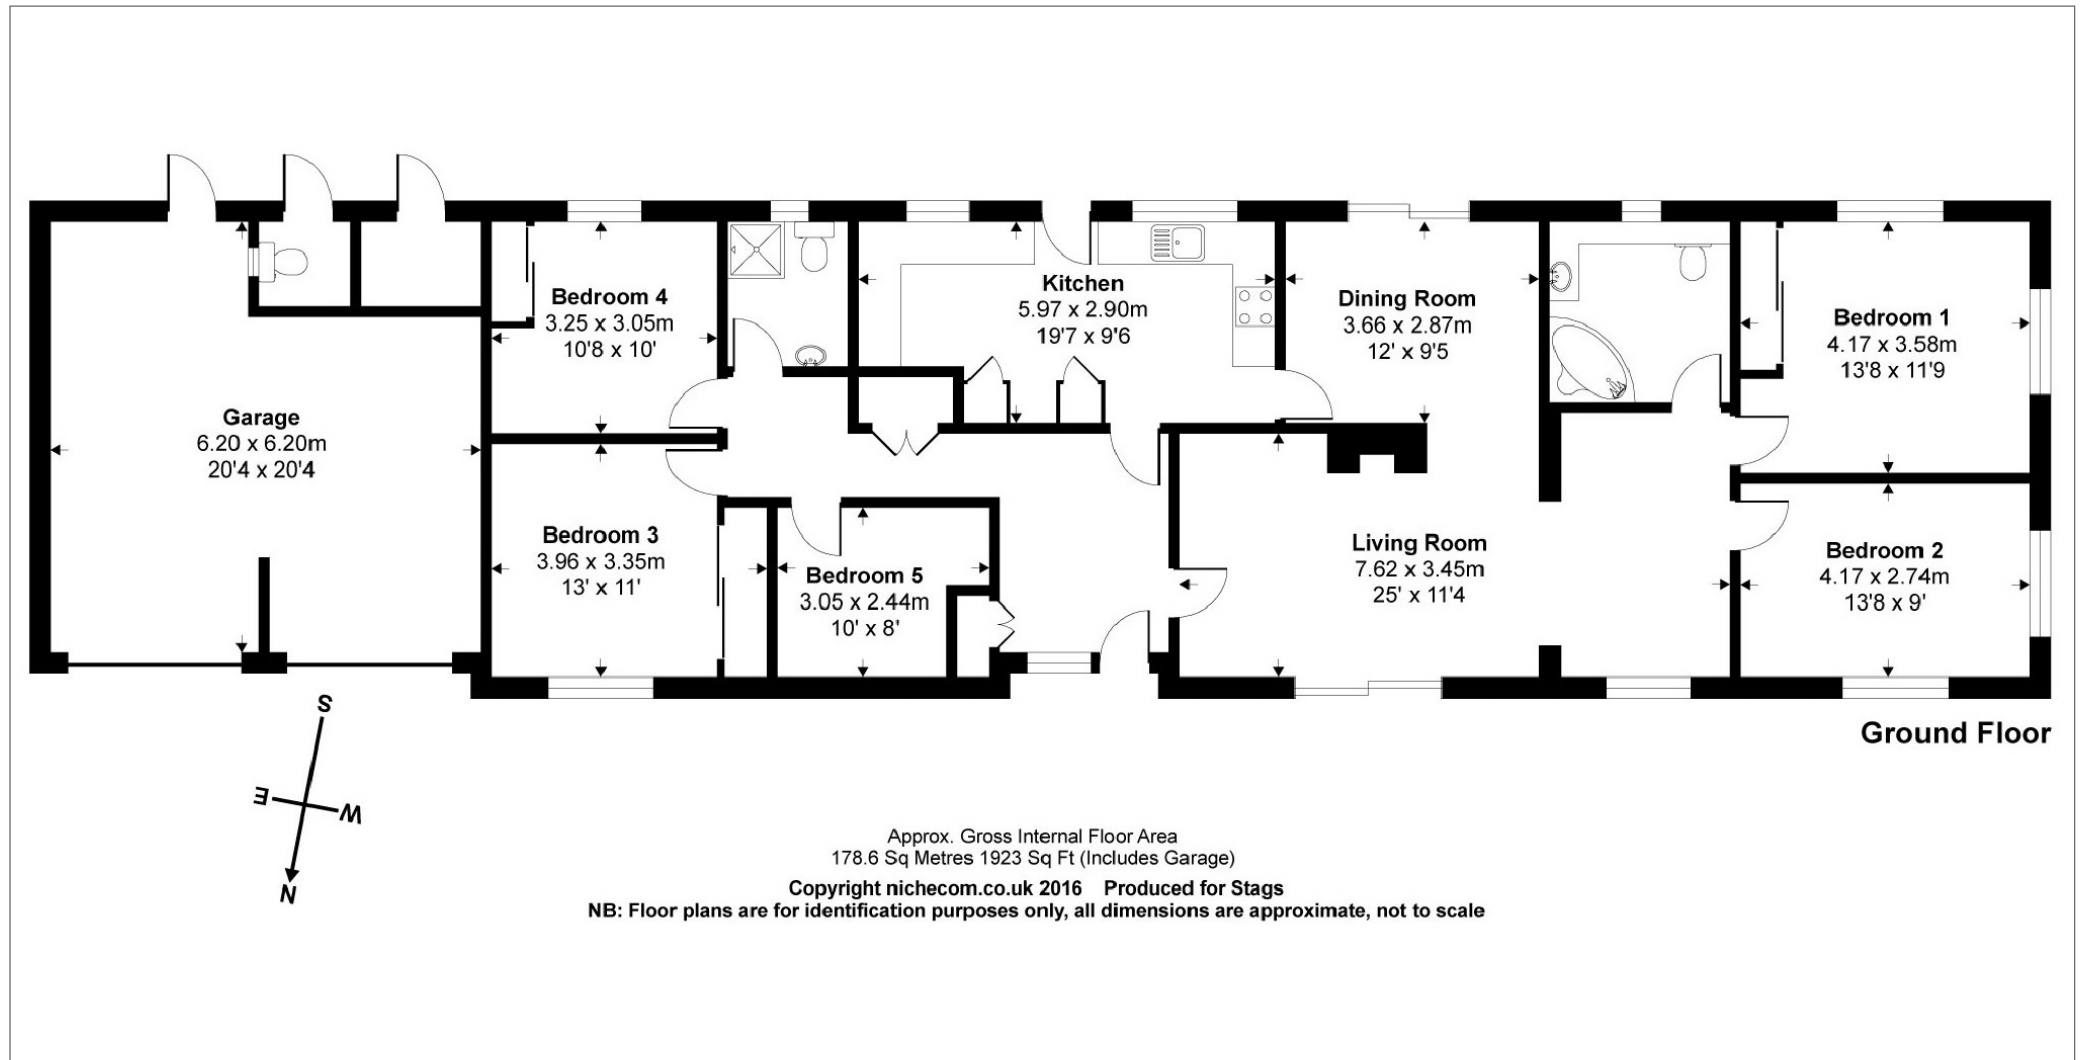 Garage
6.20 x 6.20m
20'4 x 20'4
Bedroom 4
3.25 x 3.05m
10'8 x 10'
Bedroom 3
3.96 x 3.35m
13' x 11'
Bedroom 5
3.05 x 2.44m
10' x 8'
Kitchen
5.97 x 2.90m
19'7 x 9'6
Dining Room
3.66 x 2.87m
12' x 9'5
Living Room
7.62 x 3.45m
25' x 11'4
Bedroom 1
4.17 x 3.58m
13'8 x 11'9
Bedroom 2
4.17 x 2.74m
13'8 x 9'
Ground Floor
S
E
W
N
Approx. Gross Internal Floor Area
178.6 Sq Metres 1923 Sq Ft (Includes Garage)
Copyright nichecom.co.uk 2016 Produced for Stags
NB: Floor plans are for identification purposes only, all dimensions are approximate, not to scale